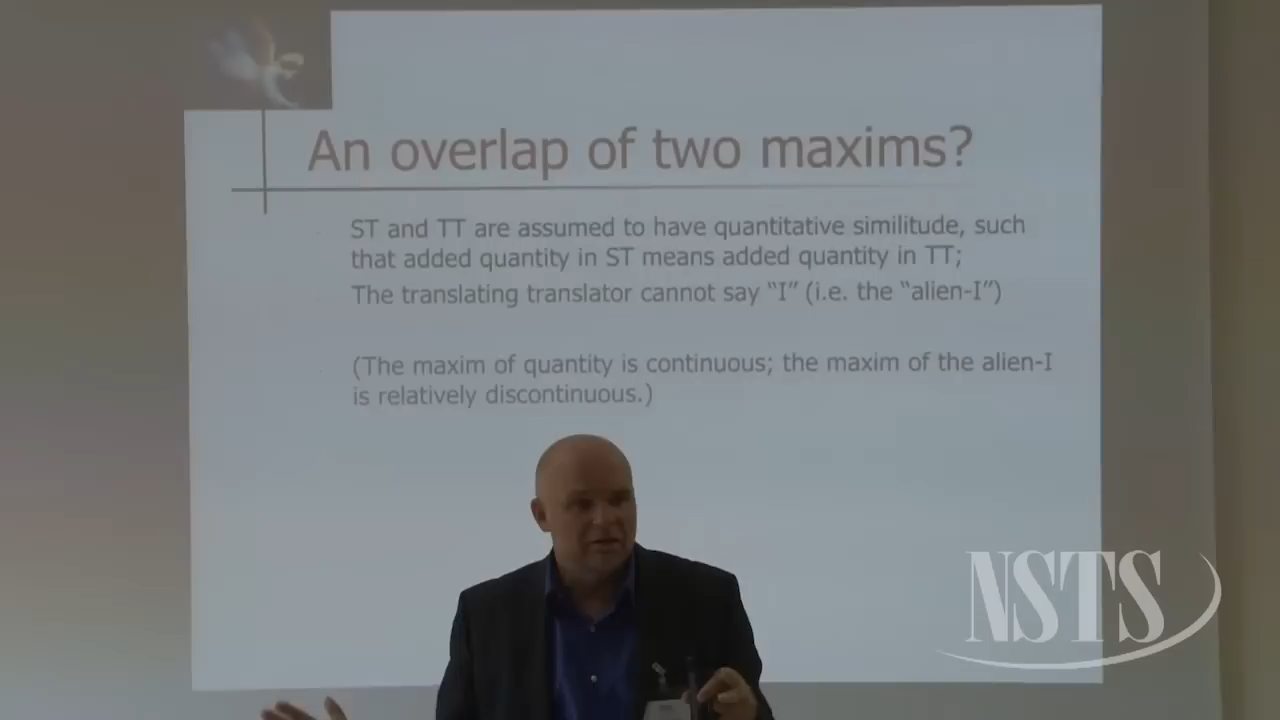 An overlap of two maxims?
ST and TT are assumed to have quantitative similitude, such
that added quantity in ST means added quantity in TT;
The translating translator cannot say “I” (i.e. the “alien-I”)
(The maxim of quantity is continuous; the maxim of the alien-I
is relatively discontinuous.)
NSTS